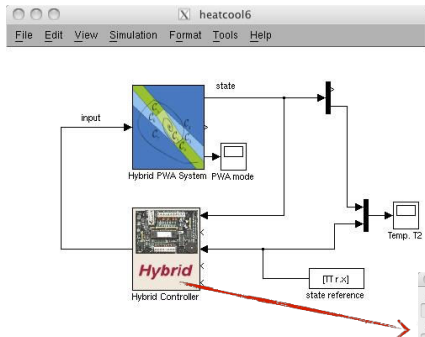 heatcool6
File Edit View Simulation Format Tools Help
state
input
Hybrid PWA System
PWA mode
Temp. T2
Hybrid
[TT r.x]
state reference
Hybrid Controller